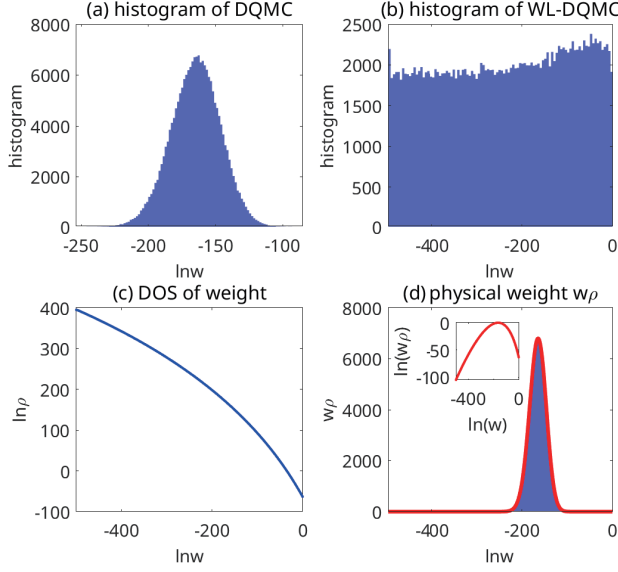 (a) histogram of DQMC
8000
6000
4000
2000
0
histogram
-250 -200 -150 -100
lnw
(b) histogram of WL-DQMC
2500
2000
1500
1000
500
0
histogram
-400 -200 0
lnw
(c) DOS of weight
400
300
200
100
0
-100
lnρ
-400 -200 0
lnw
(d) physical weight wρ
8000
6000
4000
2000
0
wρ
-400 -200 0
lnw
0
-50
-100
ln(wρ)
-400 0
ln(w)